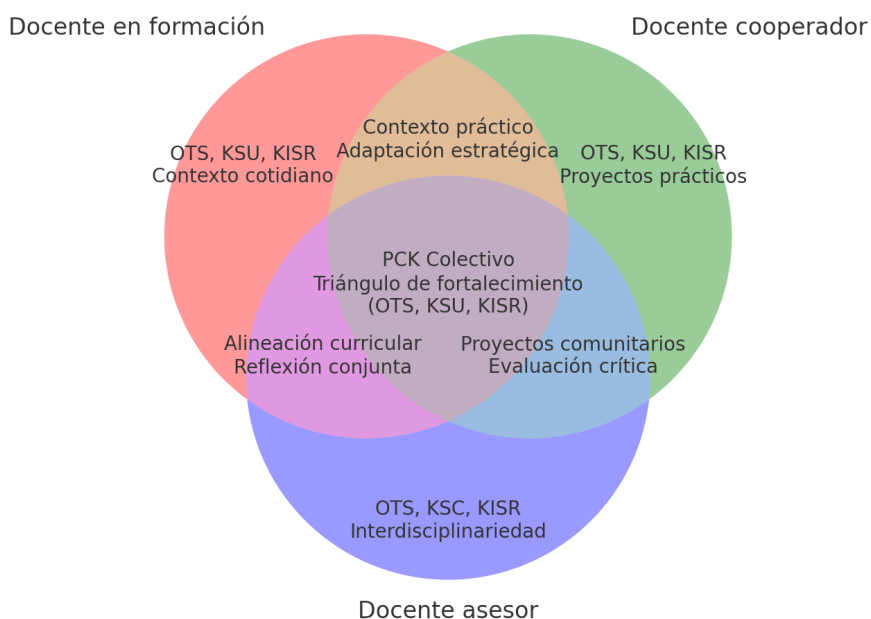 Docente en formación
Docente cooperador
Contexto práctico
Adaptación estratégica
OTS, KSU, KISR
Contexto cotidiano
OTS, KSU, KISR
Proyectos prácticos
PCK Colectivo
Triángulo de fortalecimiento
(OTS, KSU, KISR)
Alineación curricular
Reflexión conjunta
Proyectos comunitarios
Evaluación crítica
OTS, KSC, KISR
Interdisciplinariedad
Docente asesor